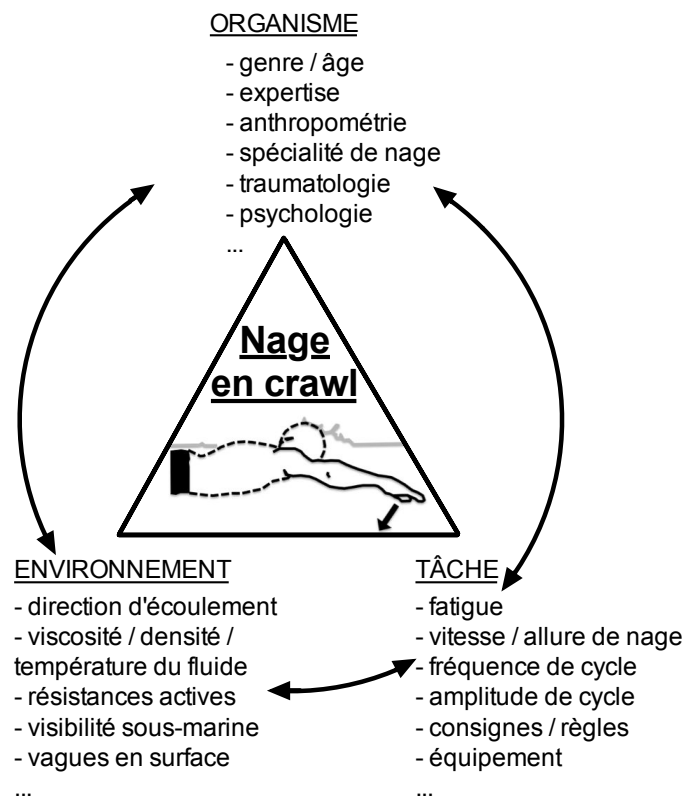 ORGANISME
- genre / âge
- expertise
- anthropométrie
- spécialité de nage
- traumatologie
- psychologie
...
Nage
en crawl
ENVIRONNEMENT
- direction d'écoulement
- viscosité / densité /
température du fluide
- résistances actives
- visibilité sous-marine
- vagues en surface
...
TÂCHE
- fatigue
- vitesse / allure de nage
- fréquence de cycle
- amplitude de cycle
- consignes / règles
- équipement
...